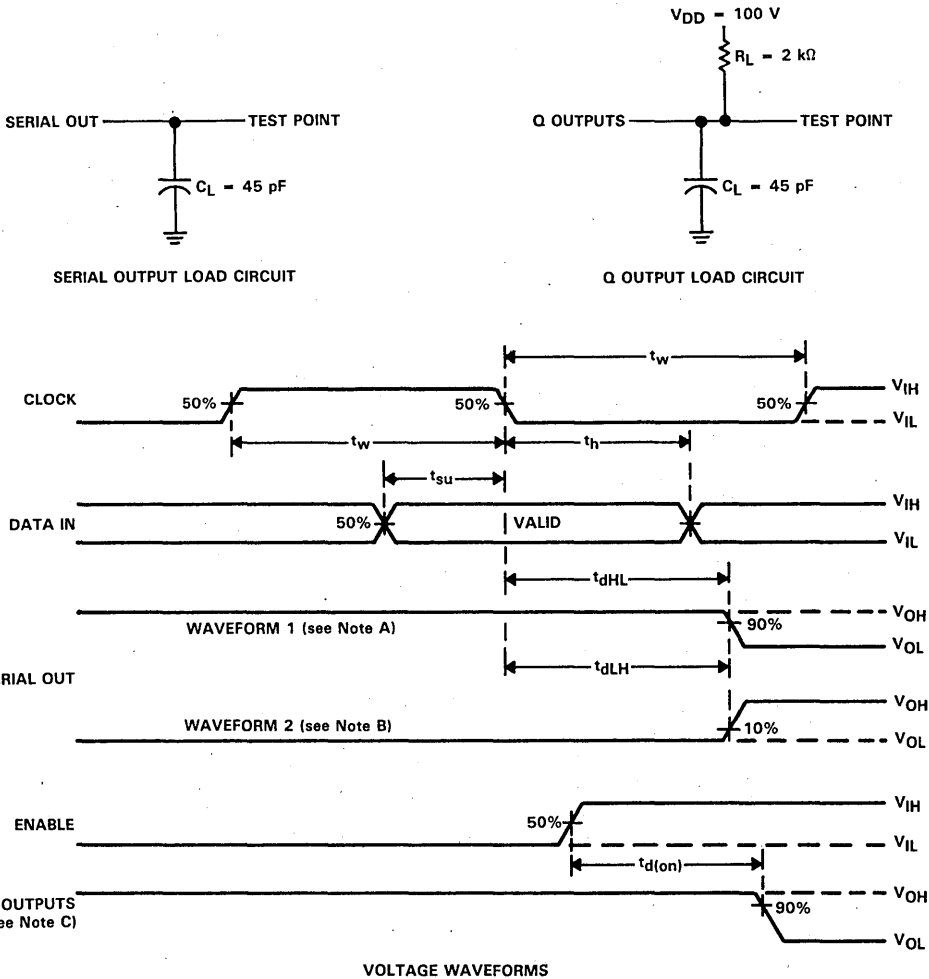 VDD = 100 V
RL = 2 kΩ
SERIAL OUT
TEST POINT
CL = 45 pF
SERIAL OUTPUT LOAD CIRCUIT
Q OUTPUTS
TEST POINT
CL = 45 pF
Q OUTPUT LOAD CIRCUIT
tw
CLOCK
50%
50%
50%
VIH
VIL
tw
th
tsu
DATA IN
50%
VALID
VIH
VIL
tdHL
WAVEFORM 1 (see Note A)
90%
VOH
VOL
RIAL OUT
tdLH
WAVEFORM 2 (see Note B)
10%
VOH
VOL
ENABLE
50%
VIH
VIL
td(on)
OUTPUTS
ee Note C)
90%
VOH
VOL
VOLTAGE WAVEFORMS